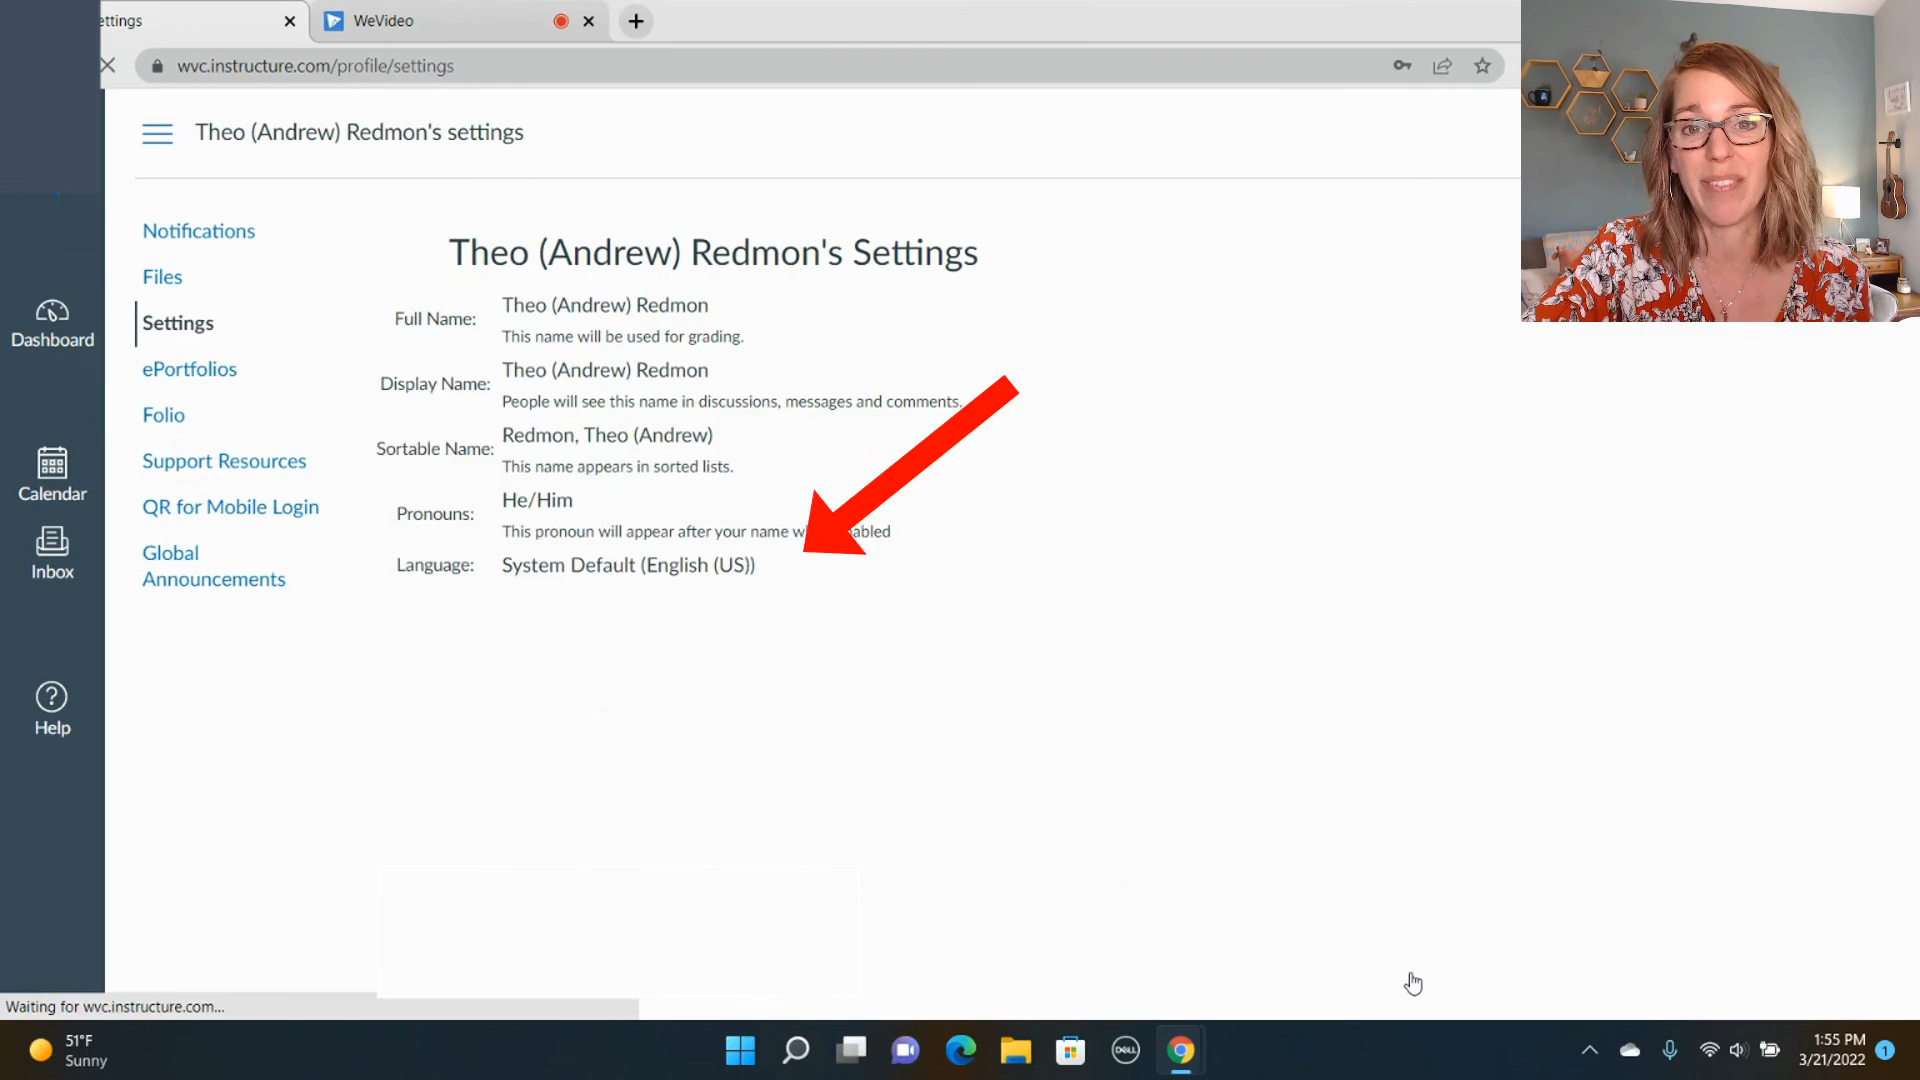 ettings
WeVideo
wvc.instructure.com/profile/settings
Theo (Andrew) Redmon's settings
Notifications
Files
Settings
ePortfolios
Folio
Support Resources
QR for Mobile Login
Global
Announcements
Dashboard
Calendar
Inbox
Help
Theo (Andrew) Redmon's Settings
Full Name:
Theo (Andrew) Redmon
This name will be used for grading.
Display Name:
Theo (Andrew) Redmon
People will see this name in discussions, messages and comments.
Sortable Name:
Redmon, Theo (Andrew)
This name appears in sorted lists.
Pronouns:
He/Him
This pronoun will appear after your name
Language:
System Default (English (US))
Waiting for wvc.instructure.com...
51°F
Sunny
DELL
1:55 PM
3/21/2022
1